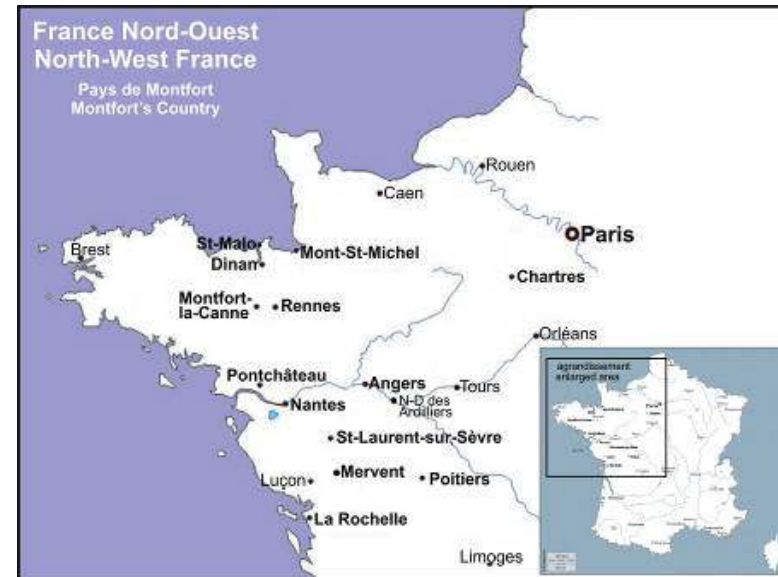 France Nord-Ouest
North-West France
Pays de Montfort
Montfort's Country
Rouen
Caen
Paris
St-Malo
Brest
Mont-St-Michel
Dinan
Chartres
Montfort-
la-Canne
Rennes
Orléans
agrandissement
enlarged area
Pontchâteau
Angers
Tours
N-D des
Ardilliers
Nantes
St-Laurent-sur-Sèvre
Mervent
Luçon
Poitiers
La Rochelle
Limoges